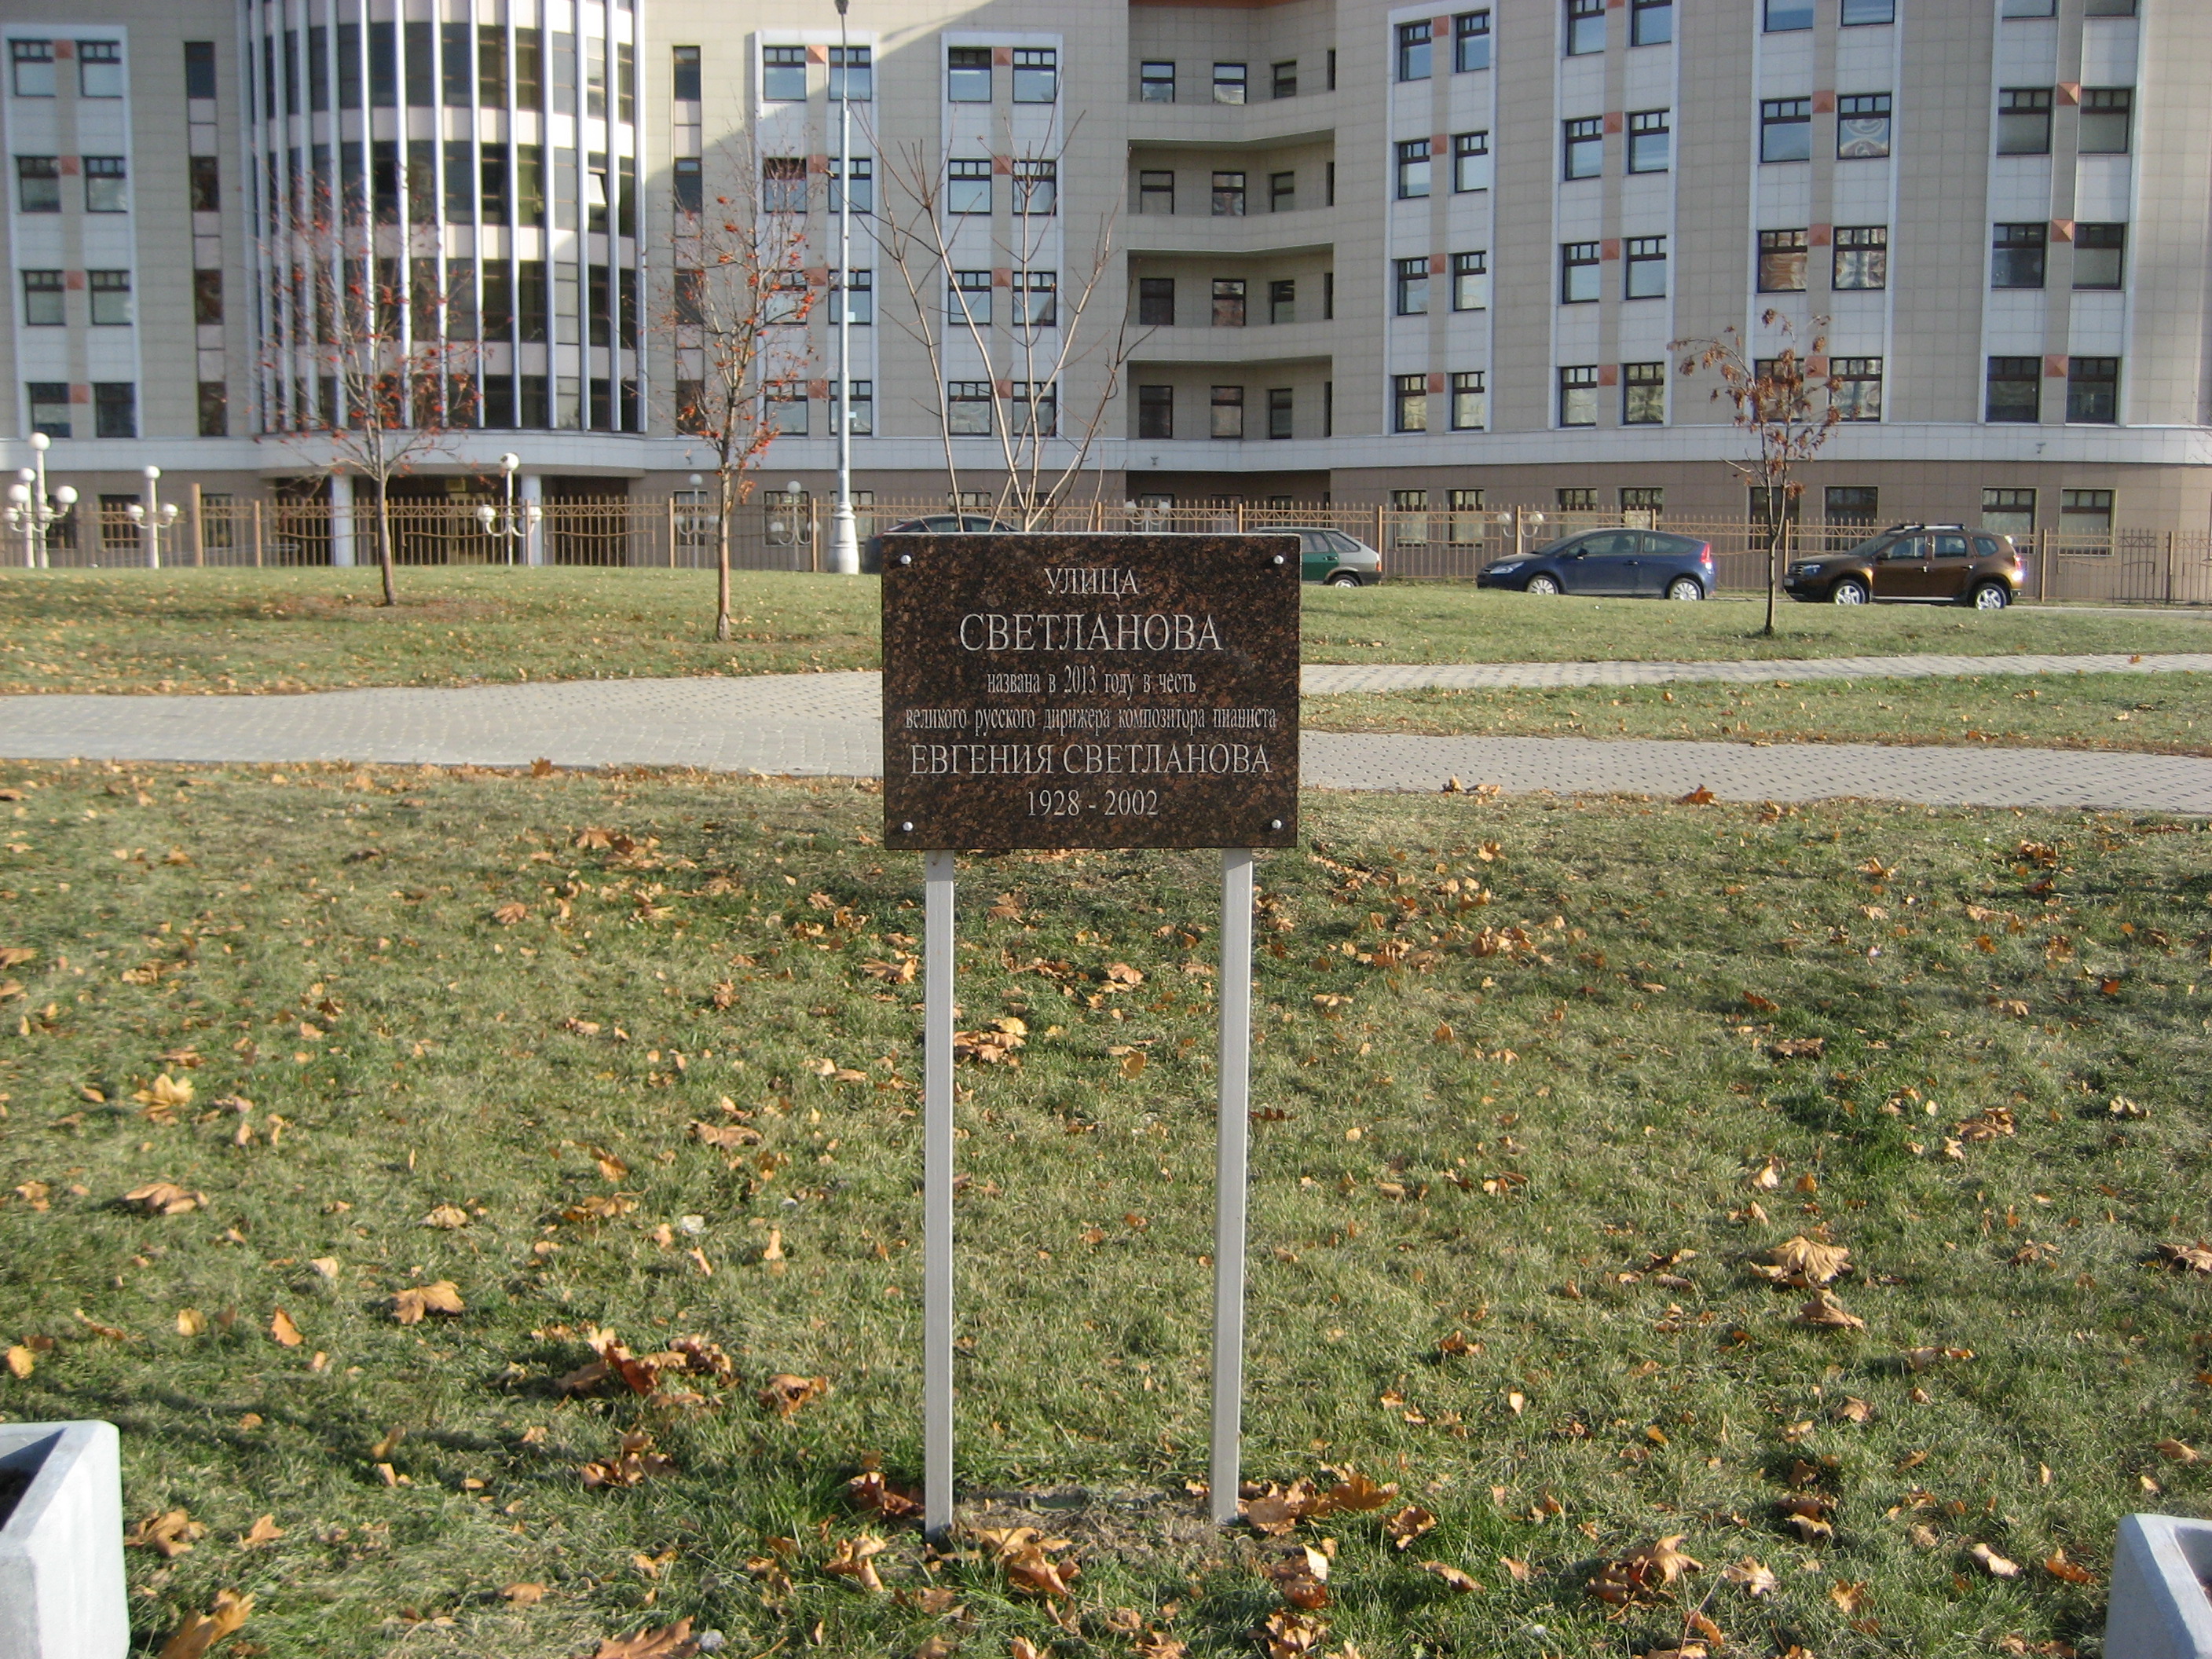 УЛИЦА
СВЕТЛАНОВА
названа в 2013 году в честь
великого русского дирижера композитора пианиста
ЕВГЕНИЯ СВЕТЛАНОВА
1928 - 2002